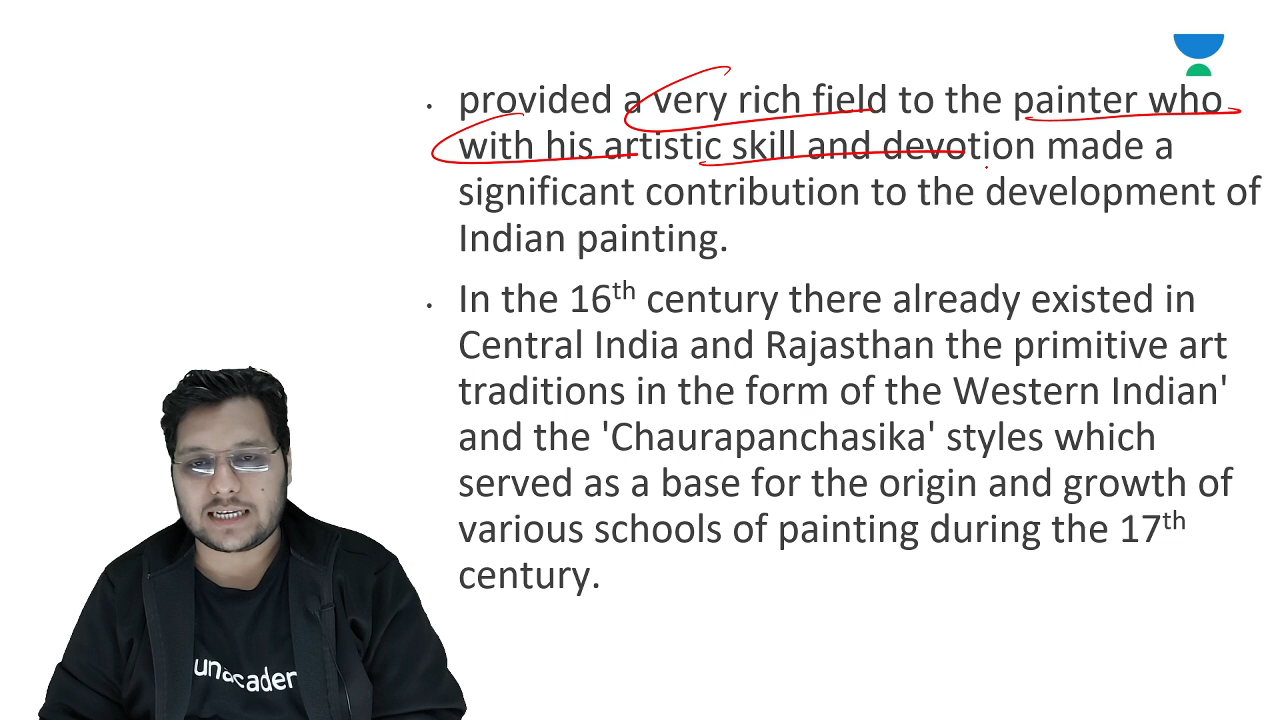 provided a very rich field to the painter who
with his artistic skill and devotion made a
significant contribution to the development of
Indian painting.
In the 16th century there already existed in
Central India and Rajasthan the primitive art
traditions in the form of the Western Indian'
and the 'Chaurapanchasika' styles which
served as a base for the origin and growth of
various schools of painting during the 17th
century.
unacadem